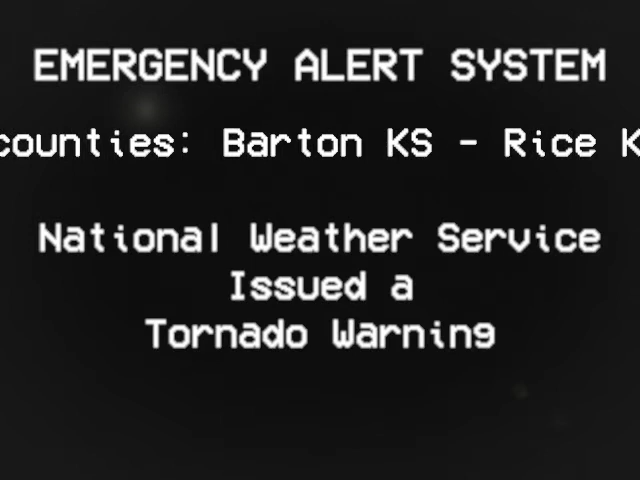 EMERGENCY ALERT SYSTEM
counties: Barton KS - Rice K
National Weather Service
Issued a
Tornado Warning